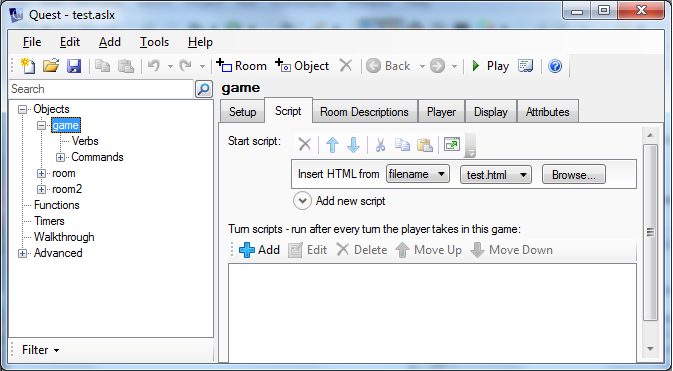 Quest - test.aslx
File Edit Add Tools Help
Room Object Back Play
Search
Objects
game
Verbs
Commands
room
room2
Functions
Timers
Walkthrough
Advanced
Filter
game
Setup Script Room Descriptions Player Display Attributes
Start script:
Insert HTML from filename test.html Browse...
Add new script
Turn scripts - run after every turn the player takes in this game:
Add Edit Delete Move Up Move Down